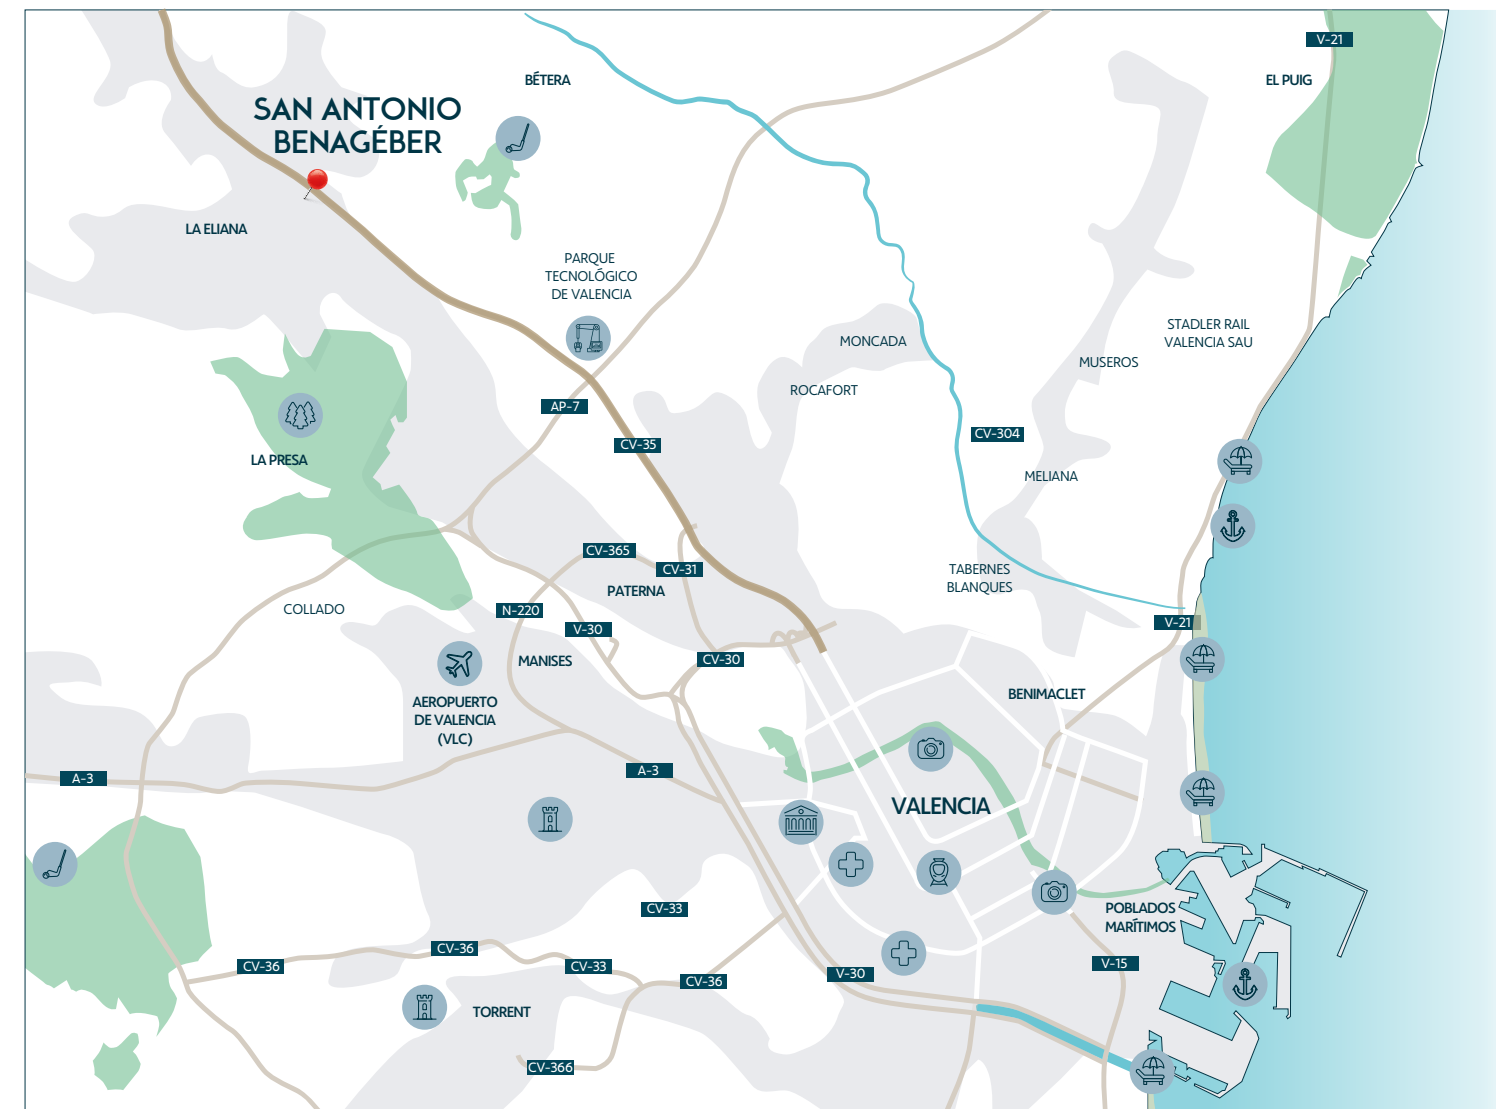 V-21
BÉTERA
EL PUIG
SAN ANTONIO
BENAGÉBER
LA ELIANA
PARQUE
TECNOLÓGICO
DE VALENCIA
STADLER RAIL
VALENCIA SAU
MONCADA
MUSEROS
ROCAFORT
AP-7
CV-35
CV-304
LA PRESA
MELIANA
CV-365
CV-31
TABERNES
BLANQUES
PATERNA
COLLADO
N-220
V-30
V-21
MANISES
CV-30
BENIMACLET
AEROPUERTO
DE VALENCIA
(VLC)
A-3
A-3
VALENCIA
CV-33
POBLADOS
MARÍTIMOS
CV-36
CV-36
CV-33
CV-36
V-30
V-15
TORRENT
CV-366